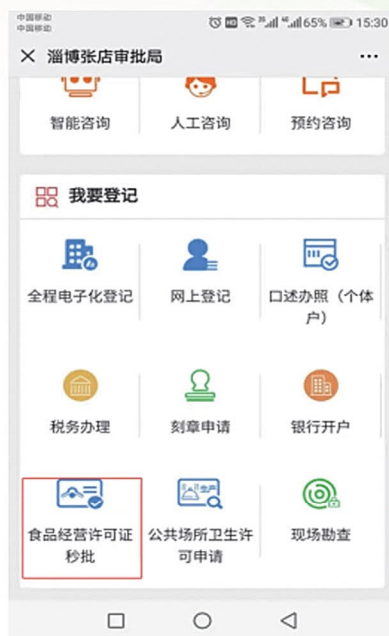 中国移动
中国移动
65% 15:30
淄博张店审批局
智能咨询 人工咨询 预约咨询
我要登记
全程电子化登记 网上登记 口述办照（个体
户）
税务办理 刻章申请 银行开户
食品经营许可证 公共场所卫生许 现场勘查
秒批 可申请